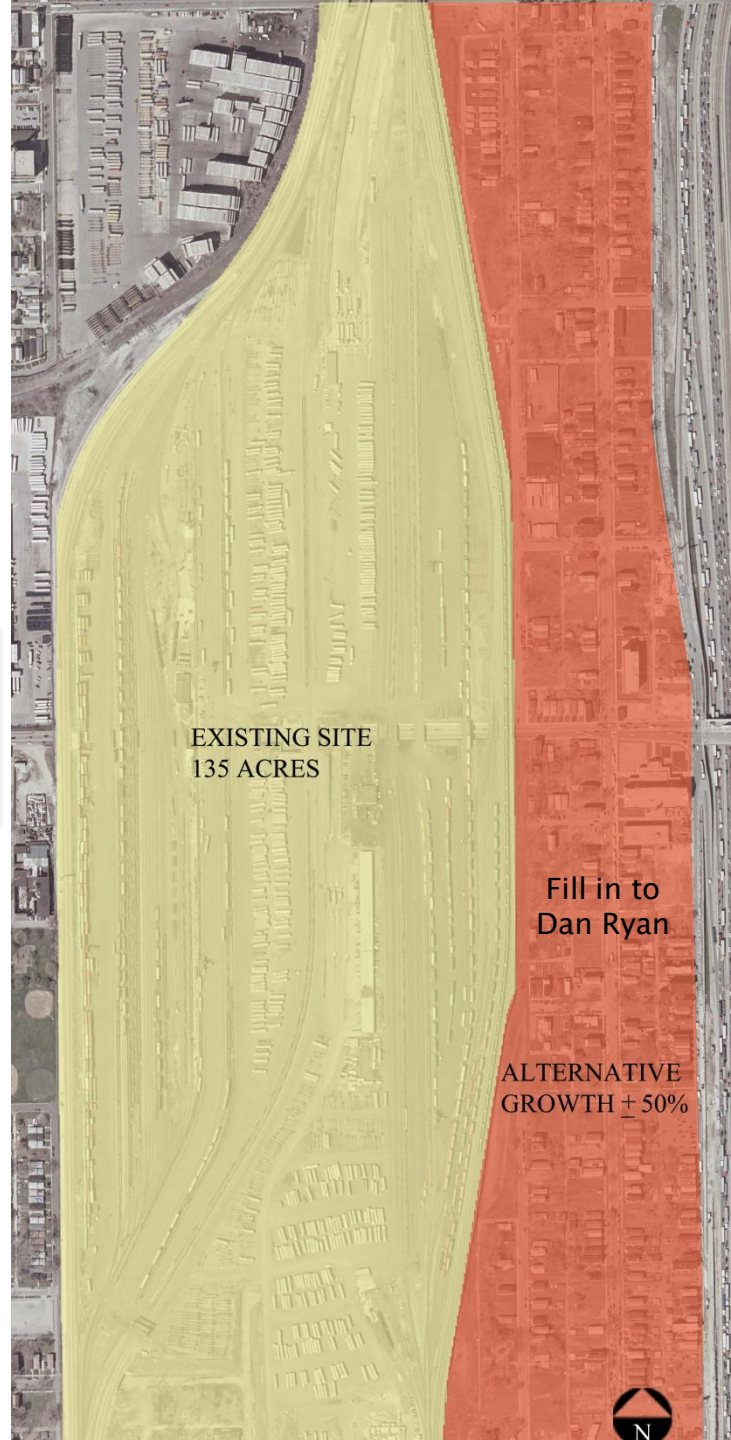 EXISTING SITE
135 ACRES
Fill in to
Dan Ryan
ALTERNATIVE
GROWTH ± 50%
N